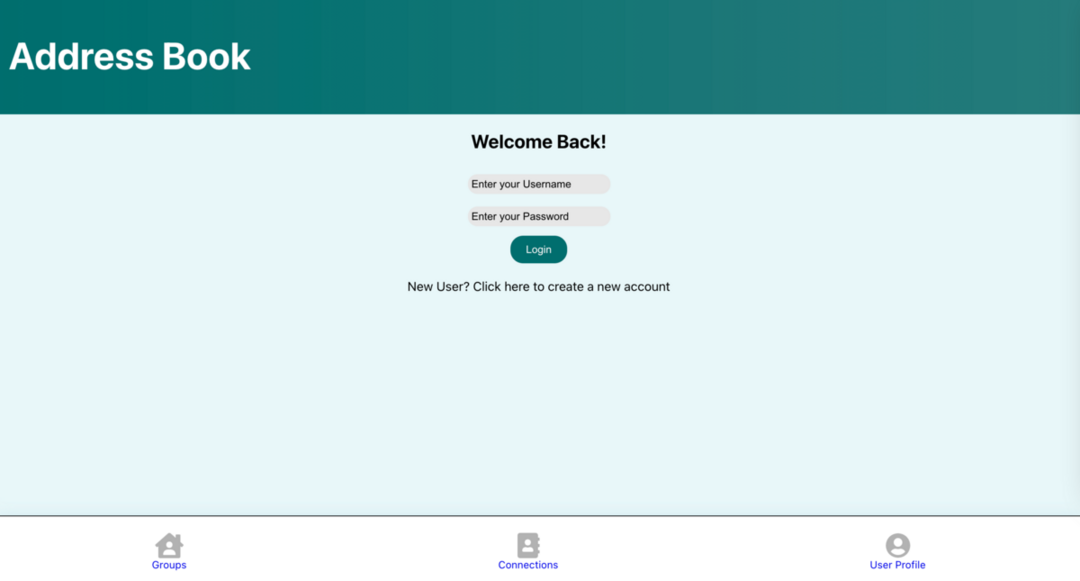 Address Book
Welcome Back!
Enter your Username
Enter your Password
Login
New User? Click here to create a new account
Groups
Connections
User Profile